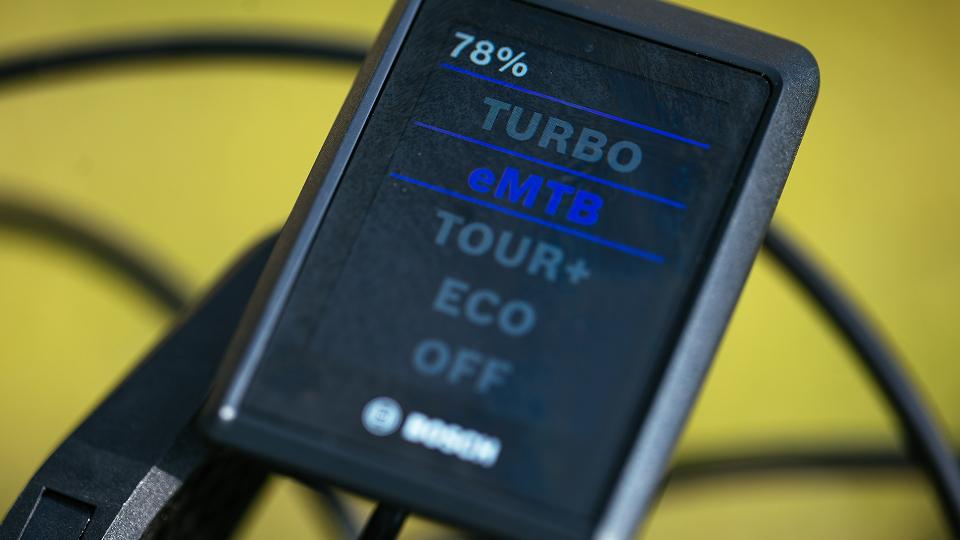 78%
TURBO
eMTB
TOUR+
ECO
OFF
BOSCH